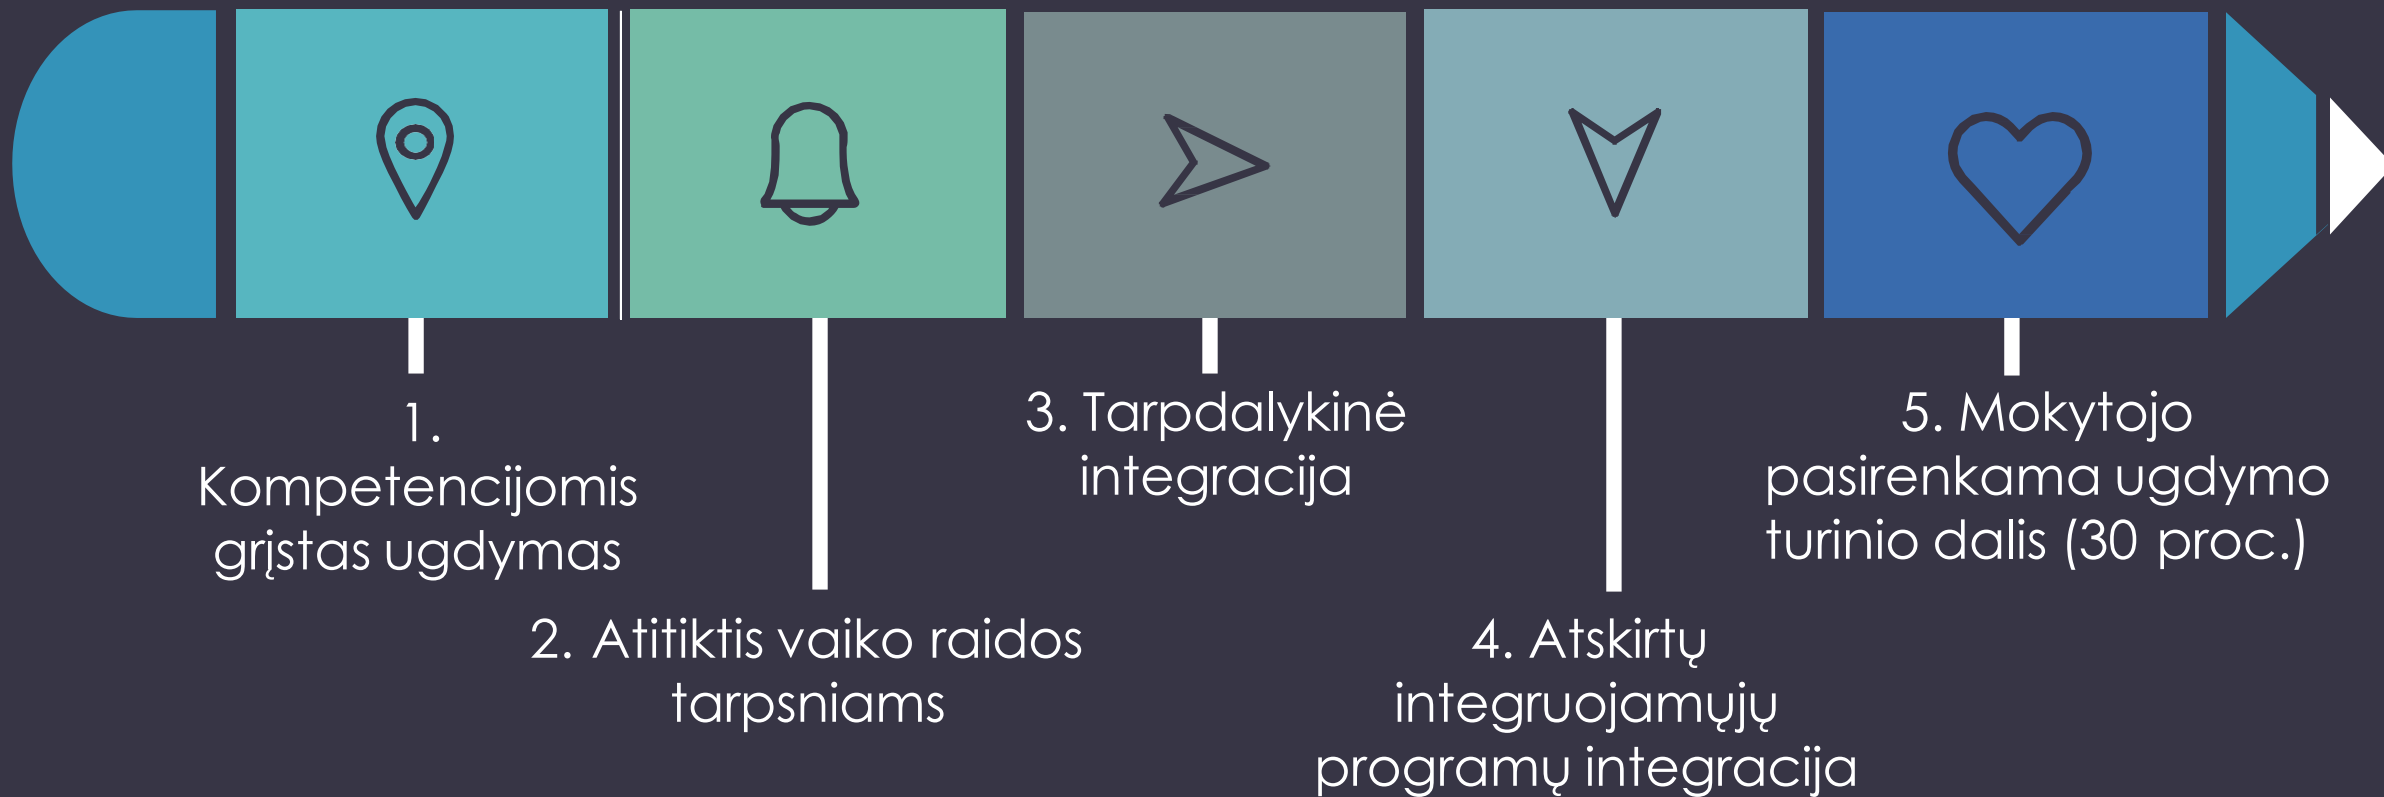 1.
Kompetencijomis
grįstas ugdymas
2. Atitiktis vaiko raidos
tarpsniams
3. Tarpdalykinė
integracija
4. Atskirtų
integruojamųjų
programų integracija
5. Mokytojo
pasirenkama ugdymo
turinio dalis (30 proc.)